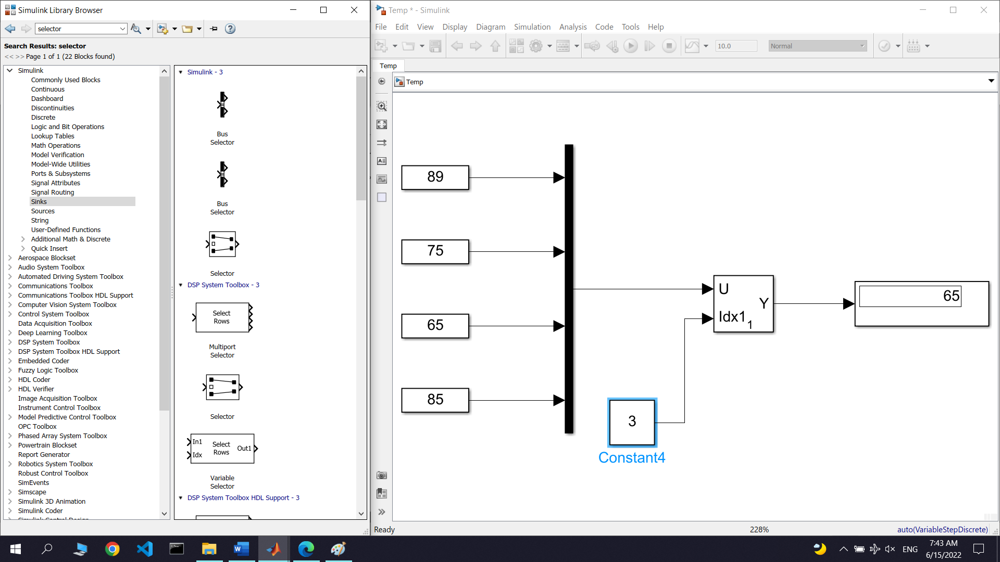 Simulink Library Browser
selector
Search Results: selector
<< >> Page 1 of 1 (22 Blocks found)
Simulink
Commonly Used Blocks
Continuous
Dashboard
Discontinuities
Discrete
Logic and Bit Operations
Lookup Tables
Math Operations
Model Verification
Model-Wide Utilities
Ports & Subsystems
Signal Attributes
Signal Routing
Sinks
Sources
String
User-Defined Functions
Additional Math & Discrete
Quick Insert
Aerospace Blockset
Audio System Toolbox
Automated Driving System Toolbox
Communications Toolbox
Communications Toolbox HDL Support
Computer Vision System Toolbox
Control System Toolbox
Data Acquisition Toolbox
Deep Learning Toolbox
DSP System Toolbox
DSP System Toolbox HDL Support
Embedded Coder
Fuzzy Logic Toolbox
HDL Coder
HDL Verifier
Image Acquisition Toolbox
Instrument Control Toolbox
Model Predictive Control Toolbox
OPC Toolbox
Phased Array System Toolbox
Powertrain Blockset
Report Generator
Robotics System Toolbox
Robust Control Toolbox
SimEvents
Simscape
Simulink 3D Animation
Simulink Coder
Simulink Control Design
Simulink - 3
Bus
Selector
Bus
Selector
Selector
DSP System Toolbox - 3
Select
Rows
Multiport
Selector
Selector
In1
Idx
Select
Rows
Out1
Variable
Selector
DSP System Toolbox HDL Support - 3
Temp * - Simulink
File Edit View Display Diagram Simulation Analysis Code Tools Help
10.0
Normal
Temp
Temp
89
75
65
85
3
Constant4
U
Idx1 1
Y
65
Ready
228%
auto(VariableStepDiscrete)
ENG
7:43 AM
6/15/2022